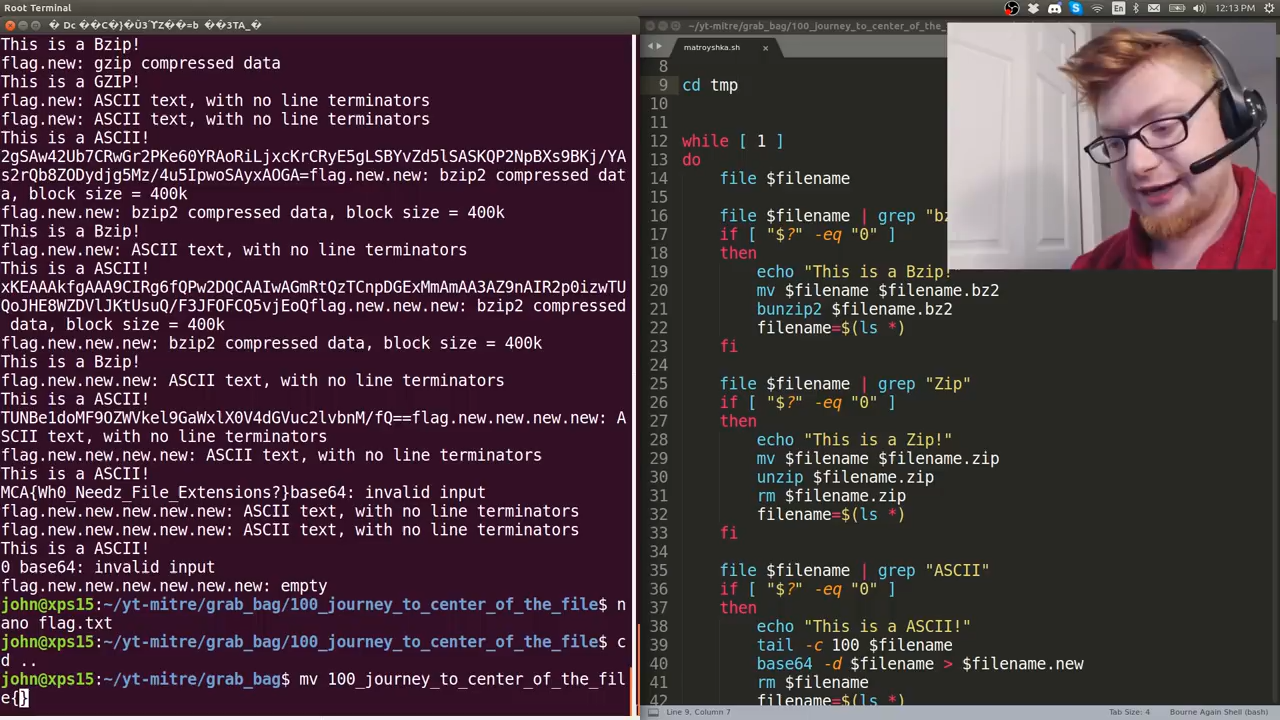 Root Terminal
En
12:13 PM
This is a Bzip!
flag.new: gzip compressed data
This is a GZIP!
flag.new: ASCII text, with no line terminators
flag.new: ASCII text, with no line terminators
This is a ASCII!
2gSAw42Ub7CRwGr2PKe60YRAoRiLjxcKrCRyE5gLSBivZd5lSASKQP2NpBXs9BKj/YA
s2rQb8ZODydjg5Mz/4u5IpwoSAyxAOGA=flag.new.new: bzip2 compressed dat
a, block size = 400k
flag.new.new: bzip2 compressed data, block size = 400k
This is a Bzip!
flag.new.new: ASCII text, with no line terminators
This is a ASCII!
xKEAAAkfgAAA9CIRg6fQPw2DQCAAIwAGmRtQzTCnpDGExMmAmAA3AZ9nAIR2p0izwTU
QoJHE8WZDVlJKtUsuQ/F3JFOFCQ5vjEoQflag.new.new.new: bzip2 compressed
data, block size = 400k
flag.new.new.new: bzip2 compressed data, block size = 400k
This is a Bzip!
flag.new.new.new: ASCII text, with no line terminators
This is a ASCII!
TUNBe1doMF9OZWVkel9GaWxlX0V4dGVuc2lvbnM/fQ==flag.new.new.new.new: A
SCII text, with no line terminators
flag.new.new.new.new: ASCII text, with no line terminators
This is a ASCII!
MCA{Wh0_Needz_File_Extensions?}base64: invalid input
flag.new.new.new.new.new: ASCII text, with no line terminators
flag.new.new.new.new.new: ASCII text, with no line terminators
This is a ASCII!
0 base64: invalid input
flag.new.new.new.new.new.new: empty
john@xps15:~/yt-mitre/grab_bag/100_journey_to_center_of_the_file$ n
ano flag.txt
john@xps15:~/yt-mitre/grab_bag/100_journey_to_center_of_the_file$ c
d ..
john@xps15:~/yt-mitre/grab_bag$ mv 100_journey_to_center_of_the_fil
e{}
~/yt-mitre/grab_bag/100_journey_to_center_of_the_
matroyshka.sh
8
9 cd tmp
10
11
12 while [ 1 ]
13 do
14 file $filename
15
16 file $filename | grep "bz
17 if [ "$?" -eq "0" ]
18 then
19 echo "This is a Bzip!"
20 mv $filename $filename.bz2
21 bunzip2 $filename.bz2
22 filename=$(ls *)
23 fi
24
25 file $filename | grep "Zip"
26 if [ "$?" -eq "0" ]
27 then
28 echo "This is a Zip!"
29 mv $filename $filename.zip
30 unzip $filename.zip
31 rm $filename.zip
32 filename=$(ls *)
33 fi
34
35 file $filename | grep "ASCII"
36 if [ "$?" -eq "0" ]
37 then
38 echo "This is a ASCII!"
39 tail -c 100 $filename
40 base64 -d $filename > $filename.new
41 rm $filename
42 filename=$(ls *)
Line 9, Column 7
Tab Size: 4
Bourne Again Shell (bash)